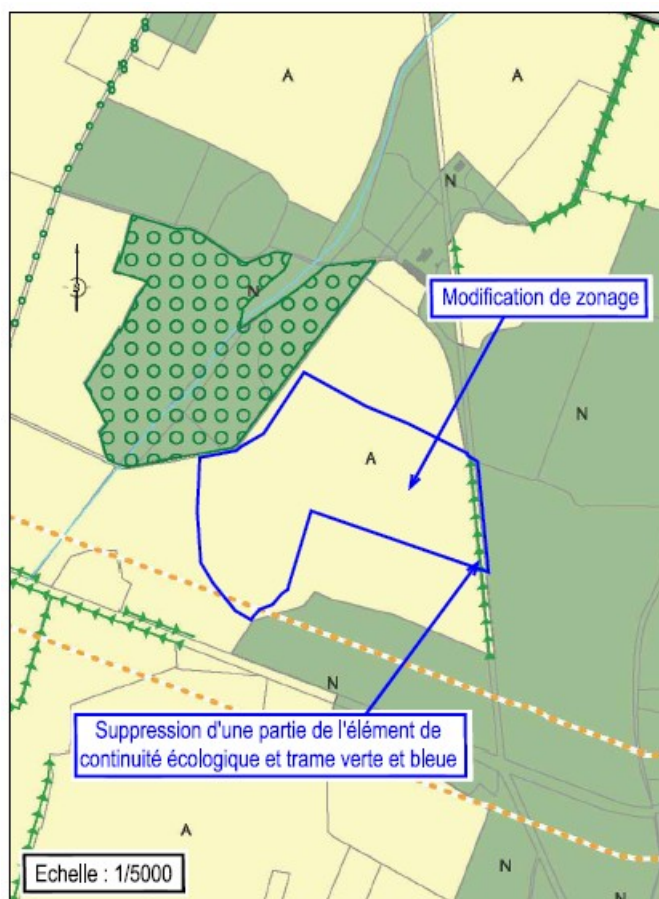 A
A
N
N
Modification de zonage
N
A
N
Suppression d'une partie de l'élément de
continuité écologique et trame verte et bleue
A
Echelle : 1/5000
N
N